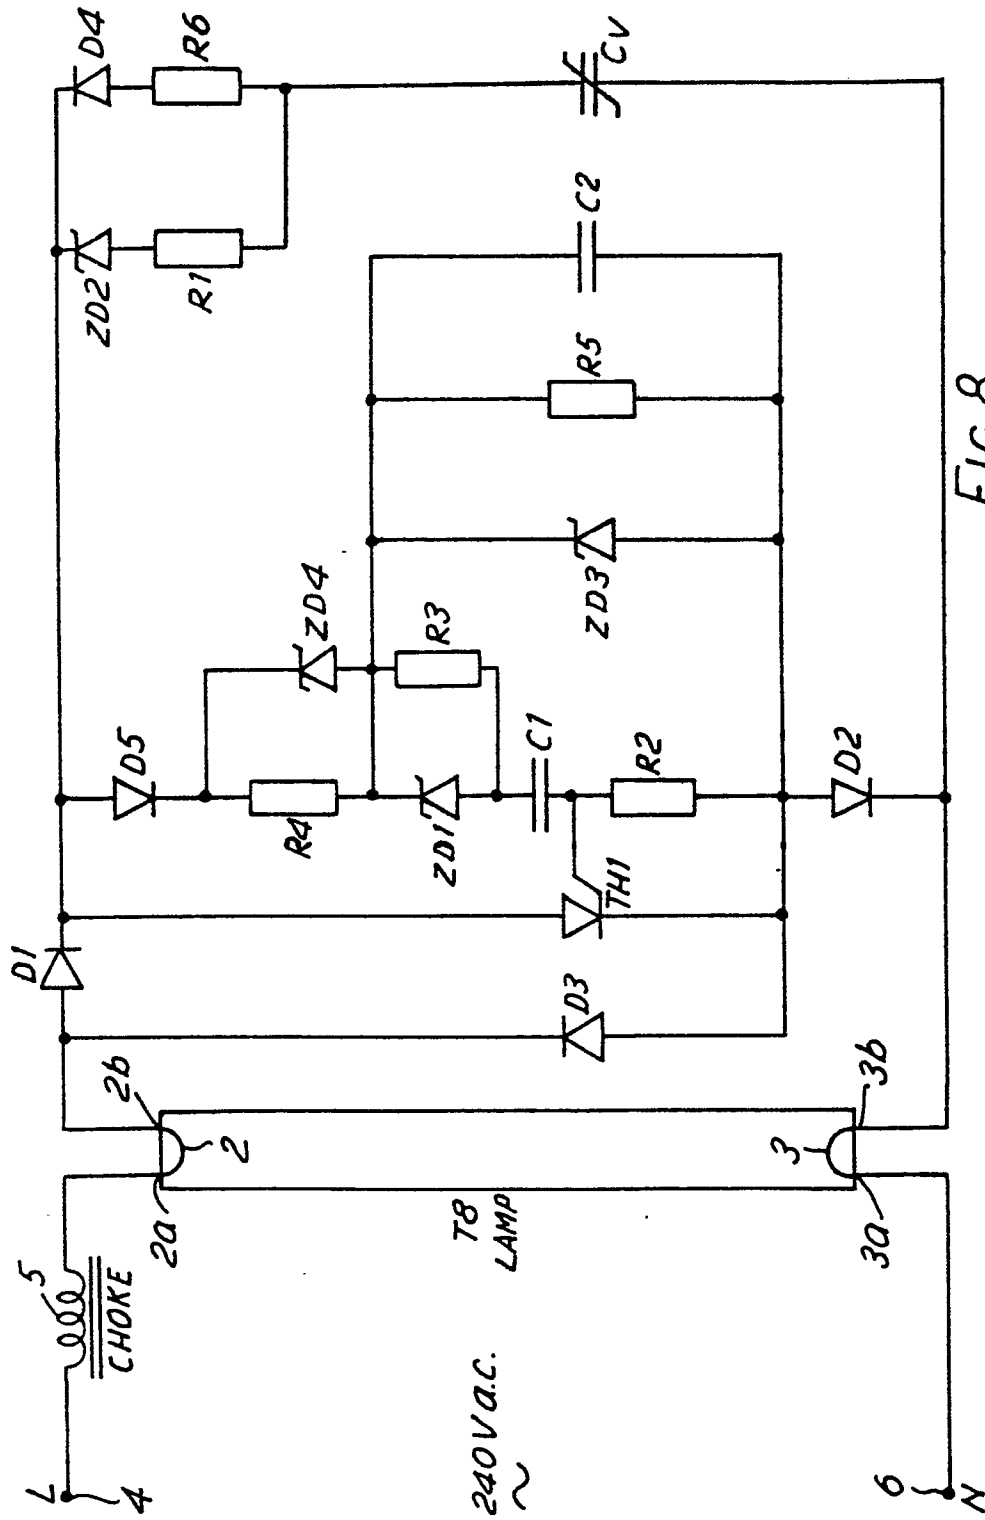 L
4
5
CHOKE
2a
2b
2
D1
D5
R4
ZD4
R3
ZD1
C1
R2
TH1
D3
D2
ZD2
R1
D4
R6
ZD3
R5
C2
CV
T8
LAMP
3
3a
3b
240V a.c.
~
6
N
FIG 8